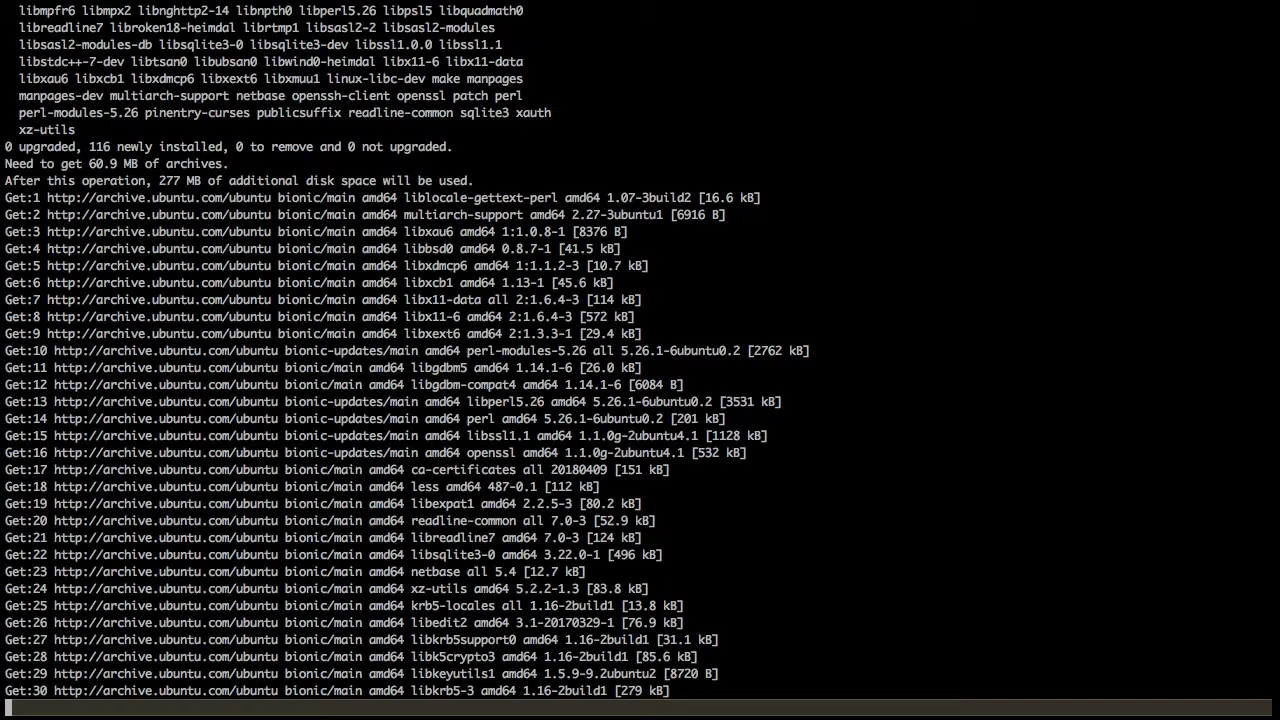 libmpfr6 libmpx2 libnghttp2-14 libnpth0 libperl5.26 libpsl5 libquadmath0
libreadline7 libroken18-heimdal librtmp1 libsasl2-2 libsasl2-modules
libsasl2-modules-db libsqlite3-0 libsqlite3-dev libssl1.0.0 libssl1.1
libstdc++-7-dev libtsan0 libubsan0 libwind0-heimdal libx11-6 libx11-data
libxau6 libxcb1 libxdmcp6 libxext6 libxmuu1 linux-libc-dev make manpages
manpages-dev multiarch-support netbase openssh-client openssl patch perl
perl-modules-5.26 pinentry-curses publicsuffix readline-common sqlite3 xauth
xz-utils
0 upgraded, 116 newly installed, 0 to remove and 0 not upgraded.
Need to get 60.9 MB of archives.
After this operation, 277 MB of additional disk space will be used.
Get:1 http://archive.ubuntu.com/ubuntu bionic/main amd64 liblocale-gettext-perl amd64 1.07-3build2 [16.6 kB]
Get:2 http://archive.ubuntu.com/ubuntu bionic/main amd64 multiarch-support amd64 2.27-3ubuntu1 [6916 B]
Get:3 http://archive.ubuntu.com/ubuntu bionic/main amd64 libxau6 amd64 1:1.0.8-1 [8376 B]
Get:4 http://archive.ubuntu.com/ubuntu bionic/main amd64 libbsd0 amd64 0.8.7-1 [41.5 kB]
Get:5 http://archive.ubuntu.com/ubuntu bionic/main amd64 libxdmcp6 amd64 1:1.1.2-3 [10.7 kB]
Get:6 http://archive.ubuntu.com/ubuntu bionic/main amd64 libxcb1 amd64 1.13-1 [45.6 kB]
Get:7 http://archive.ubuntu.com/ubuntu bionic/main amd64 libx11-data all 2:1.6.4-3 [114 kB]
Get:8 http://archive.ubuntu.com/ubuntu bionic/main amd64 libx11-6 amd64 2:1.6.4-3 [572 kB]
Get:9 http://archive.ubuntu.com/ubuntu bionic/main amd64 libxext6 amd64 2:1.3.3-1 [29.4 kB]
Get:10 http://archive.ubuntu.com/ubuntu bionic-updates/main amd64 perl-modules-5.26 all 5.26.1-6ubuntu0.2 [2762 kB]
Get:11 http://archive.ubuntu.com/ubuntu bionic/main amd64 libgdbm5 amd64 1.14.1-6 [26.0 kB]
Get:12 http://archive.ubuntu.com/ubuntu bionic/main amd64 libgdbm-compat4 amd64 1.14.1-6 [6084 B]
Get:13 http://archive.ubuntu.com/ubuntu bionic-updates/main amd64 libperl5.26 amd64 5.26.1-6ubuntu0.2 [3531 kB]
Get:14 http://archive.ubuntu.com/ubuntu bionic-updates/main amd64 perl amd64 5.26.1-6ubuntu0.2 [201 kB]
Get:15 http://archive.ubuntu.com/ubuntu bionic-updates/main amd64 libssl1.1 amd64 1.1.0g-2ubuntu4.1 [1128 kB]
Get:16 http://archive.ubuntu.com/ubuntu bionic-updates/main amd64 openssl amd64 1.1.0g-2ubuntu4.1 [532 kB]
Get:17 http://archive.ubuntu.com/ubuntu bionic/main amd64 ca-certificates all 20180409 [151 kB]
Get:18 http://archive.ubuntu.com/ubuntu bionic/main amd64 less amd64 487-0.1 [112 kB]
Get:19 http://archive.ubuntu.com/ubuntu bionic/main amd64 libexpat1 amd64 2.2.5-3 [80.2 kB]
Get:20 http://archive.ubuntu.com/ubuntu bionic/main amd64 readline-common all 7.0-3 [52.9 kB]
Get:21 http://archive.ubuntu.com/ubuntu bionic/main amd64 libreadline7 amd64 7.0-3 [124 kB]
Get:22 http://archive.ubuntu.com/ubuntu bionic/main amd64 libsqlite3-0 amd64 3.22.0-1 [496 kB]
Get:23 http://archive.ubuntu.com/ubuntu bionic/main amd64 netbase all 5.4 [12.7 kB]
Get:24 http://archive.ubuntu.com/ubuntu bionic/main amd64 xz-utils amd64 5.2.2-1.3 [83.8 kB]
Get:25 http://archive.ubuntu.com/ubuntu bionic/main amd64 krb5-locales all 1.16-2build1 [13.8 kB]
Get:26 http://archive.ubuntu.com/ubuntu bionic/main amd64 libedit2 amd64 3.1-20170329-1 [76.9 kB]
Get:27 http://archive.ubuntu.com/ubuntu bionic/main amd64 libkrb5support0 amd64 1.16-2build1 [31.1 kB]
Get:28 http://archive.ubuntu.com/ubuntu bionic/main amd64 libk5crypto3 amd64 1.16-2build1 [85.6 kB]
Get:29 http://archive.ubuntu.com/ubuntu bionic/main amd64 libkeyutils1 amd64 1.5.9-9.2ubuntu2 [8720 B]
Get:30 http://archive.ubuntu.com/ubuntu bionic/main amd64 libkrb5-3 amd64 1.16-2build1 [279 kB]